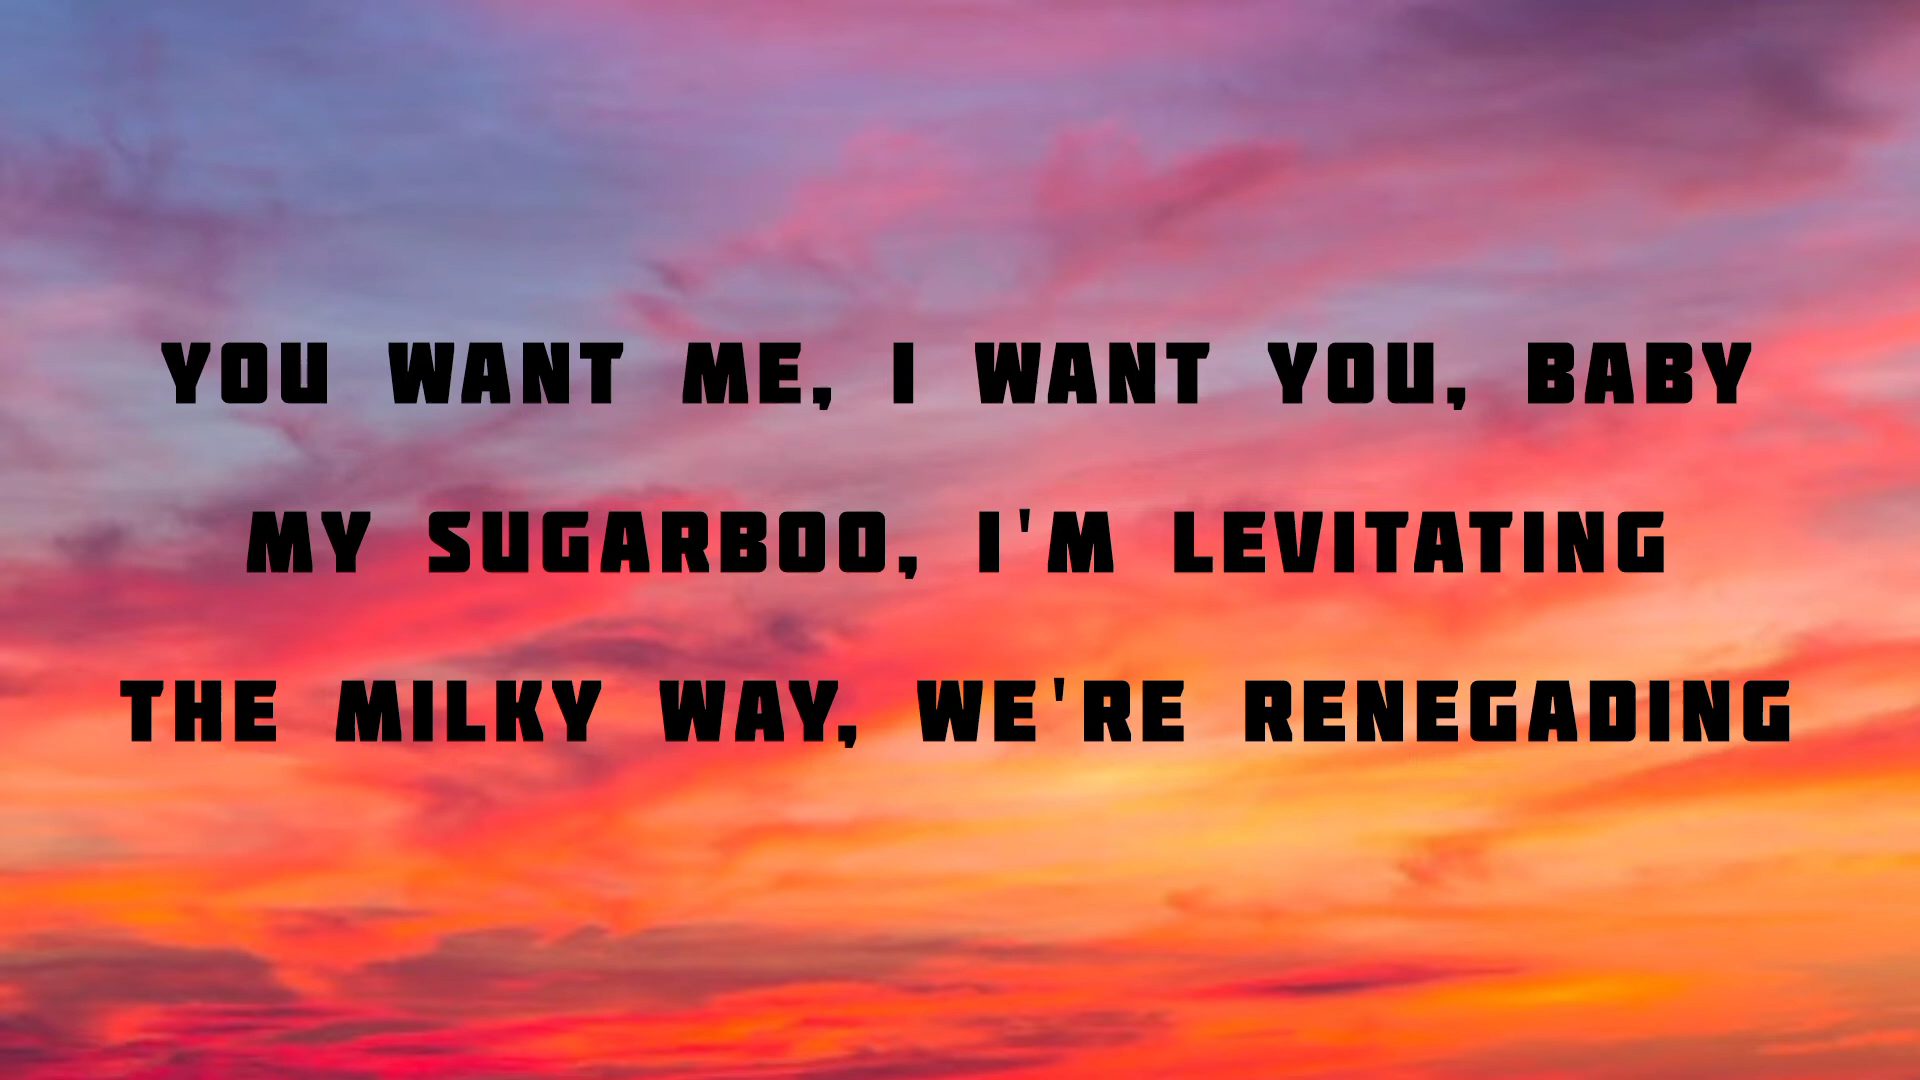 YOU WANT ME, I WANT YOU, BABY
MY SUGARBOO, I'M LEVITATING
THE MILKY WAY, WE'RE RENEGADING